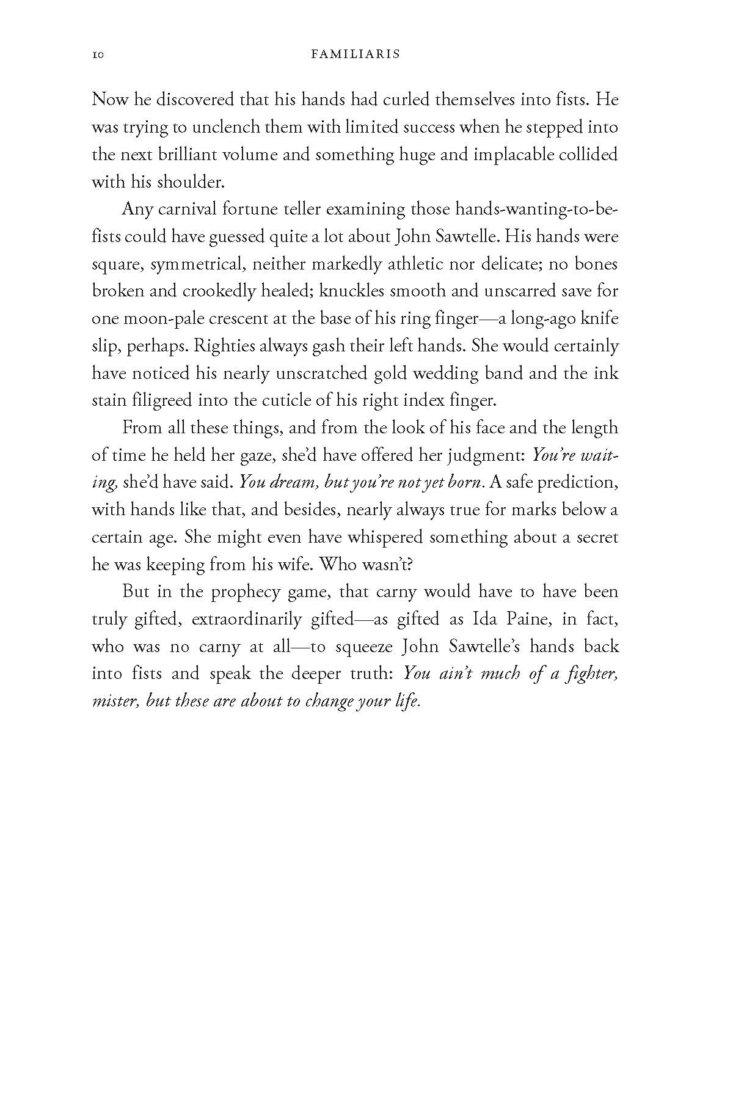 10
FAMILIARIS
Now he discovered that his hands had curled themselves into fists. He
was trying to unclench them with limited success when he stepped into
the next brilliant volume and something huge and implacable collided
with his shoulder.
Any carnival fortune teller examining those hands-wanting-to-be-
fists could have guessed quite a lot about John Sawtelle. His hands were
square, symmetrical, neither markedly athletic nor delicate; no bones
broken and crookedly healed; knuckles smooth and unscarred save for
one moon-pale crescent at the base of his ring finger—a long-ago knife
slip, perhaps. Righties always gash their left hands. She would certainly
have noticed his nearly unscratched gold wedding band and the ink
stain filigreed into the cuticle of his right index finger.
From all these things, and from the look of his face and the length
of time he held her gaze, she’d have offered her judgment: You’re wait-
ing, she’d have said. You dream, but you’re not yet born. A safe prediction,
with hands like that, and besides, nearly always true for marks below a
certain age. She might even have whispered something about a secret
he was keeping from his wife. Who wasn’t?
But in the prophecy game, that carny would have to have been
truly gifted, extraordinarily gifted—as gifted as Ida Paine, in fact,
who was no carny at all—to squeeze John Sawtelle’s hands back
into fists and speak the deeper truth: You ain’t much of a fighter,
mister, but these are about to change your life.